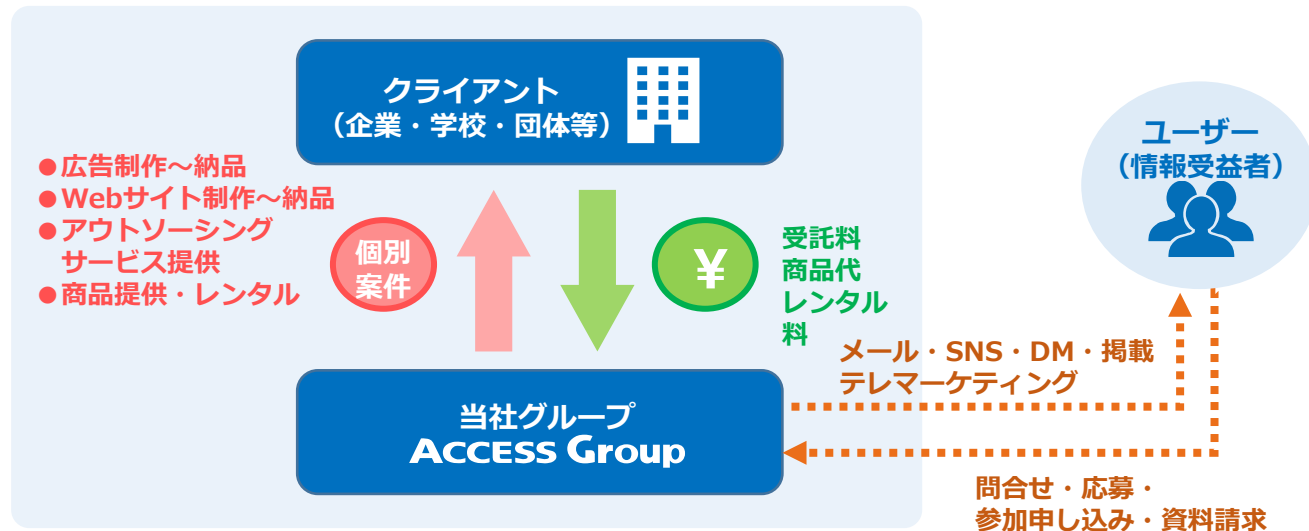 クライアント
（企業・学校・団体等）
●広告制作～納品
●Webサイト制作～納品
●アウトソーシング
サービス提供
●商品提供・レンタル
個別
案件
¥
受託料
商品代
レンタル
料
ユーザー
（情報受益者）
メール・SNS・DM・掲載
テレマーケティング
当社グループ
ACCESS Group
問合せ・応募・
参加申し込み・資料請求